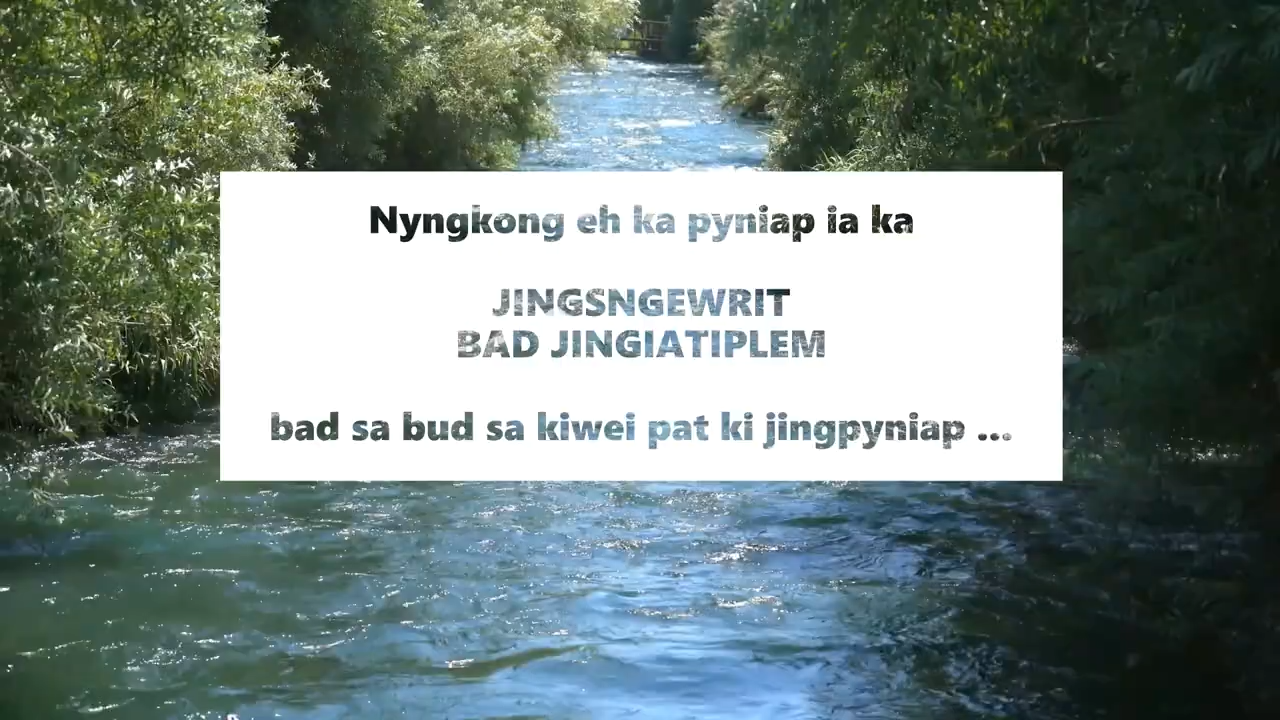 Nyngkong eh ka pyniap ia ka
JINGSNGEWRIT
BAD JINGIATIPLEM
bad sa bud sa kiwei pat ki jingpyniap ...